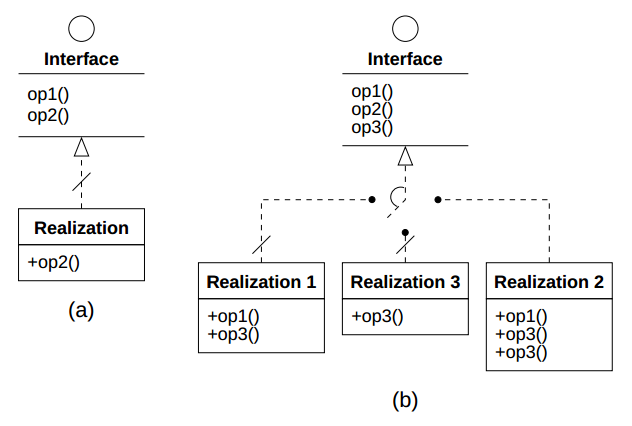 Interface
op1()
op2()
Realization
+op2()
(a)
Interface
op1()
op2()
op3()
Realization 1
+op1()
+op3()
Realization 3
+op3()
Realization 2
+op1()
+op3()
+op3()
(b)